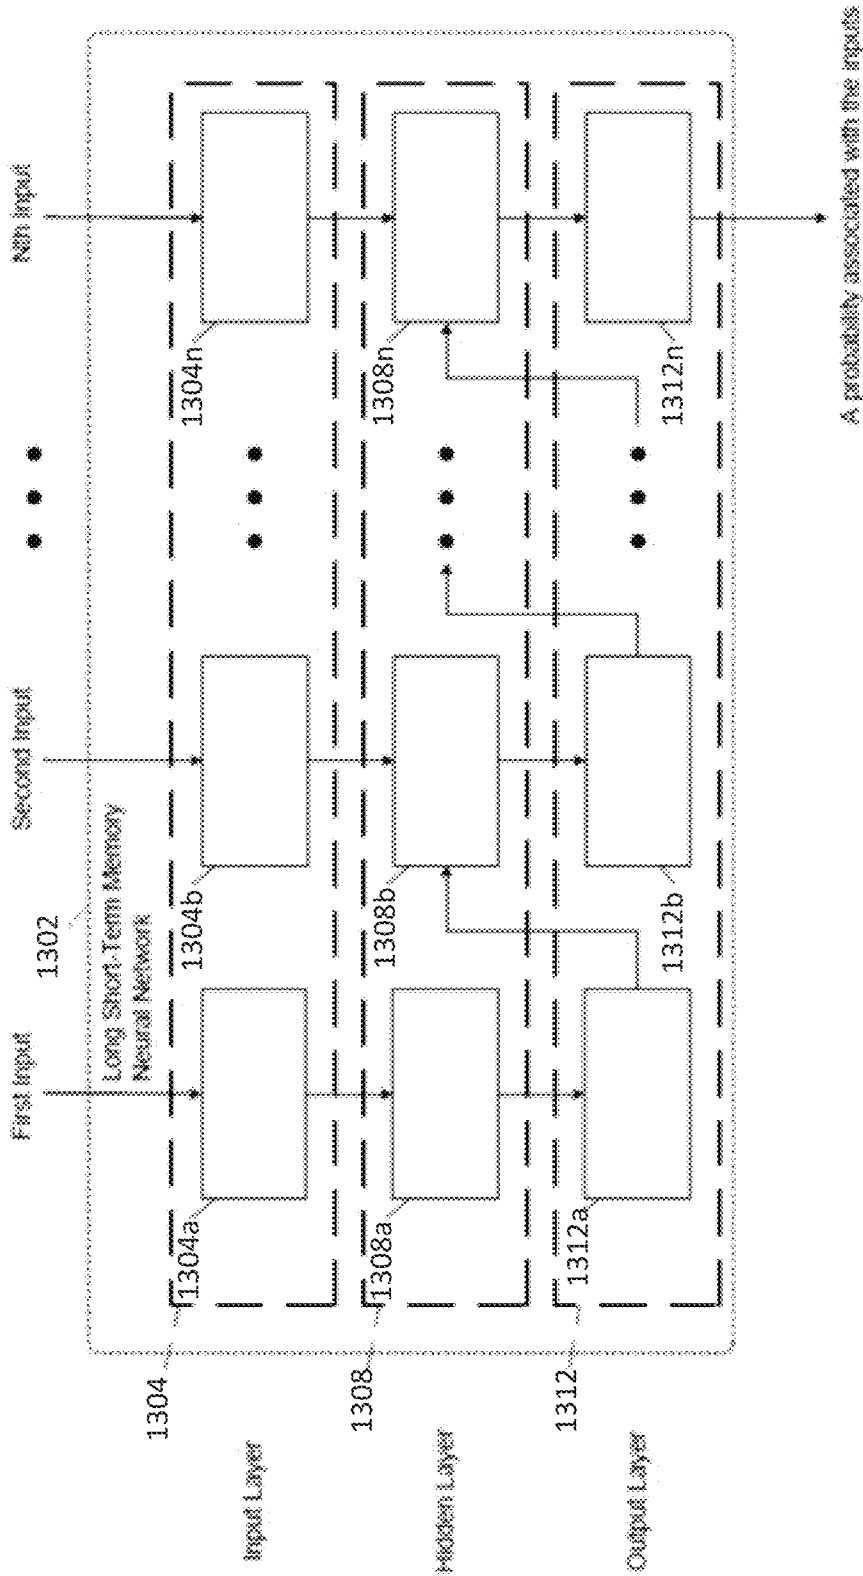 First Input
Second Input
Nth Input
1302
Long Short-Term Memory
Neural Network
Input Layer
1304
1304a
1304b
1304n
Hidden Layer
1308
1308a
1308b
1308n
Output Layer
1312
1312a
1312b
1312n
A probability associated with the inputs